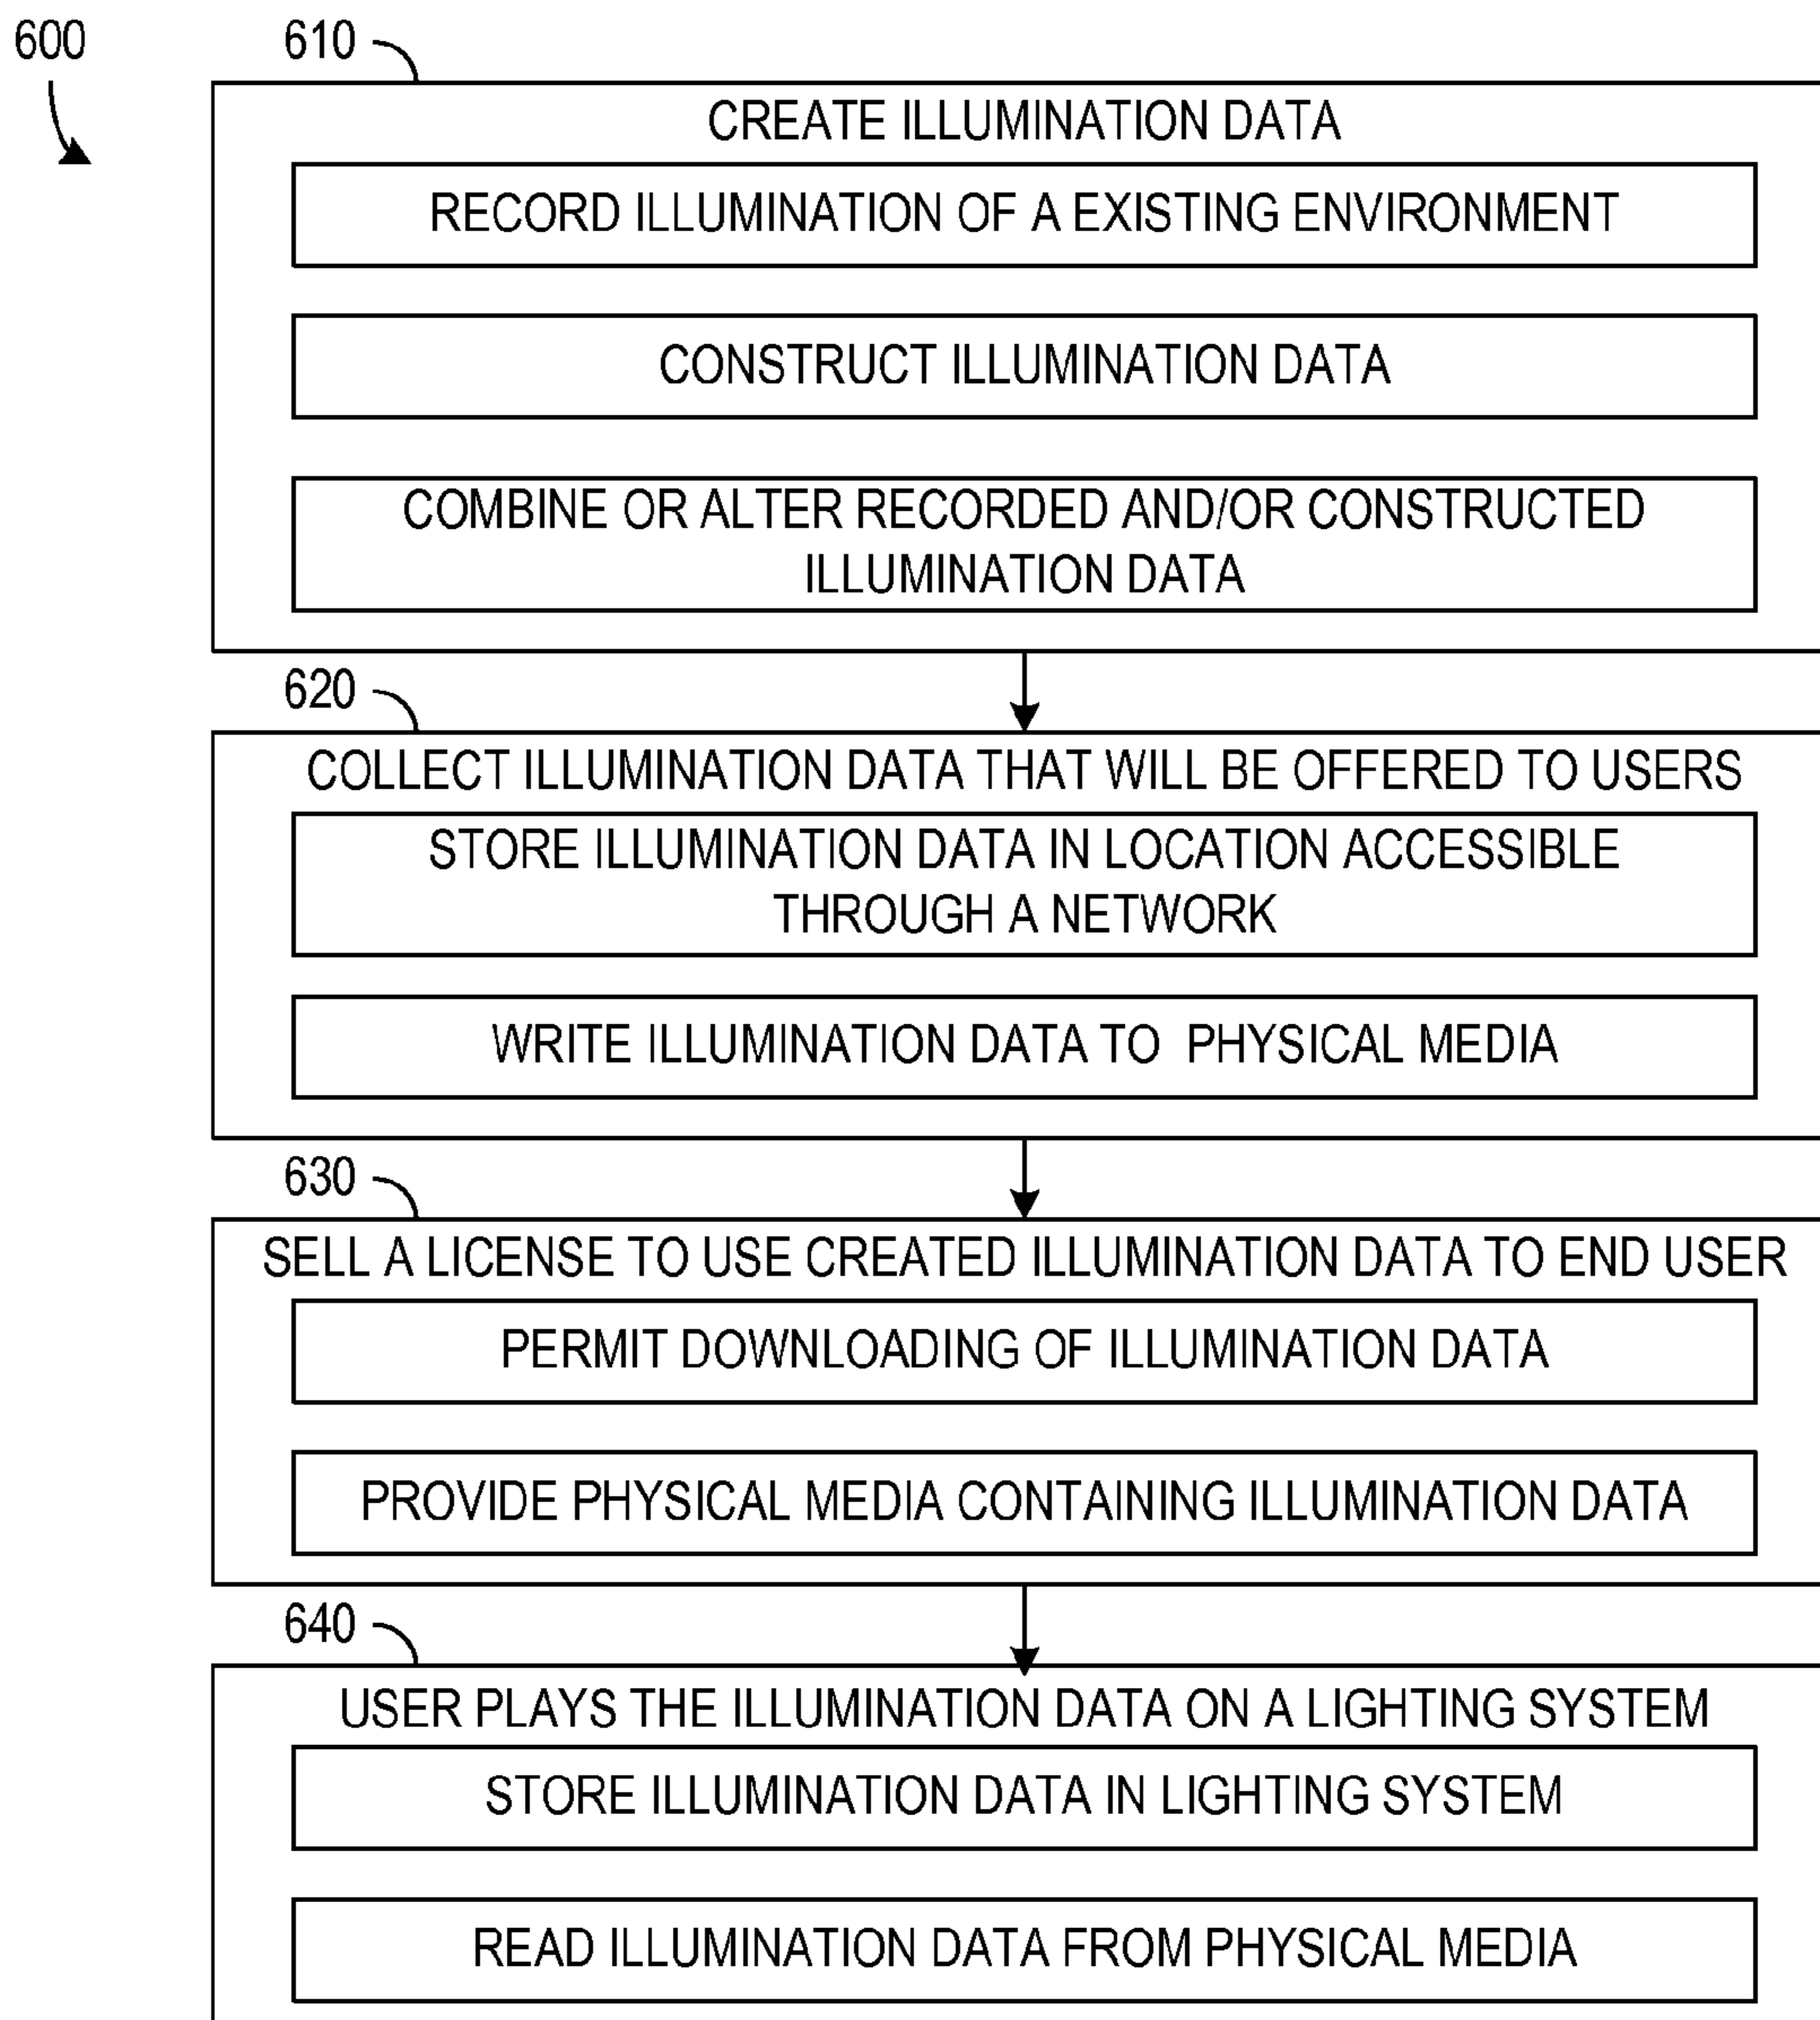 600
610
CREATE ILLUMINATION DATA
RECORD ILLUMINATION OF A EXISTING ENVIRONMENT
CONSTRUCT ILLUMINATION DATA
COMBINE OR ALTER RECORDED AND/OR CONSTRUCTED
ILLUMINATION DATA
620
COLLECT ILLUMINATION DATA THAT WILL BE OFFERED TO USERS
STORE ILLUMINATION DATA IN LOCATION ACCESSIBLE
THROUGH A NETWORK
WRITE ILLUMINATION DATA TO PHYSICAL MEDIA
630
SELL A LICENSE TO USE CREATED ILLUMINATION DATA TO END USER
PERMIT DOWNLOADING OF ILLUMINATION DATA
PROVIDE PHYSICAL MEDIA CONTAINING ILLUMINATION DATA
640
USER PLAYS THE ILLUMINATION DATA ON A LIGHTING SYSTEM
STORE ILLUMINATION DATA IN LIGHTING SYSTEM
READ ILLUMINATION DATA FROM PHYSICAL MEDIA